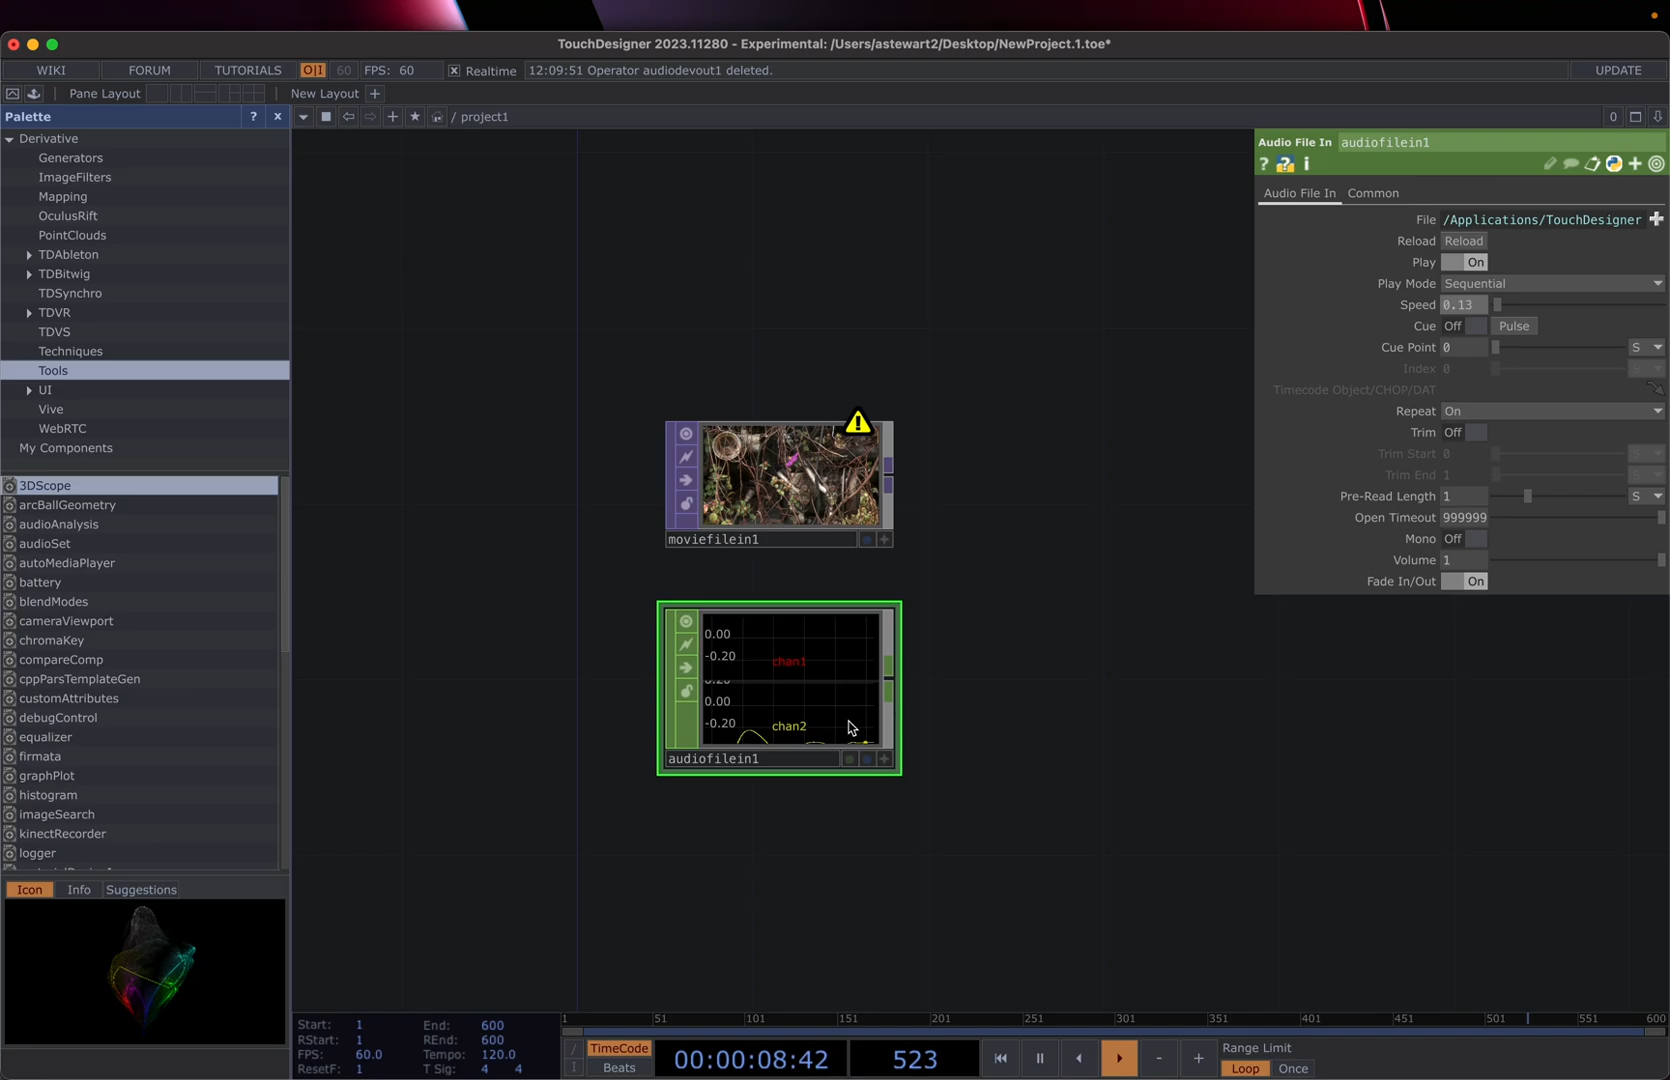 TouchDesigner 2023.11280 - Experimental: /Users/astewart2/Desktop/NewProject.1.toe*
WIKI FORUM TUTORIALS O|I 60 FPS: 60 Realtime 12:09:51 Operator audiodevout1 deleted. UPDATE
Pane Layout New Layout +
Palette ? x
/ project1 0
Derivative
Generators
ImageFilters
Mapping
OculusRift
PointClouds
TDAbleton
TDBitwig
TDSynchro
TDVR
TDVS
Techniques
Tools
UI
Vive
WebRTC
My Components
3DScope
arcBallGeometry
audioAnalysis
audioSet
autoMediaPlayer
battery
blendModes
cameraViewport
chromaKey
compareComp
cppParsTemplateGen
customAttributes
debugControl
equalizer
firmata
graphPlot
histogram
imageSearch
kinectRecorder
logger
Icon Info Suggestions
moviefilein1
0.00
-0.20
chan1
0.20
0.00
-0.20
chan2
audiofilein1
Audio File In audiofilein1
? ? i
Audio File In Common
File /Applications/TouchDesigner
Reload Reload
Play On
Play Mode Sequential
Speed 0.13
Cue Off Pulse
Cue Point 0 S
Index 0 S
Timecode Object/CHOP/DAT
Repeat On
Trim Off
Trim Start 0 S
Trim End 1 S
Pre-Read Length 1 S
Open Timeout 999999
Mono Off
Volume 1
Fade In/Out On
1 51 101 151 201 251 301 351 401 451 501 551 600
Start: 1 End: 600
RStart: 1 REnd: 600
FPS: 60.0 Tempo: 120.0
ResetF: 1 T Sig: 4 4
/ TimeCode
I Beats
00:00:08:42 523
- +
Range Limit
Loop Once